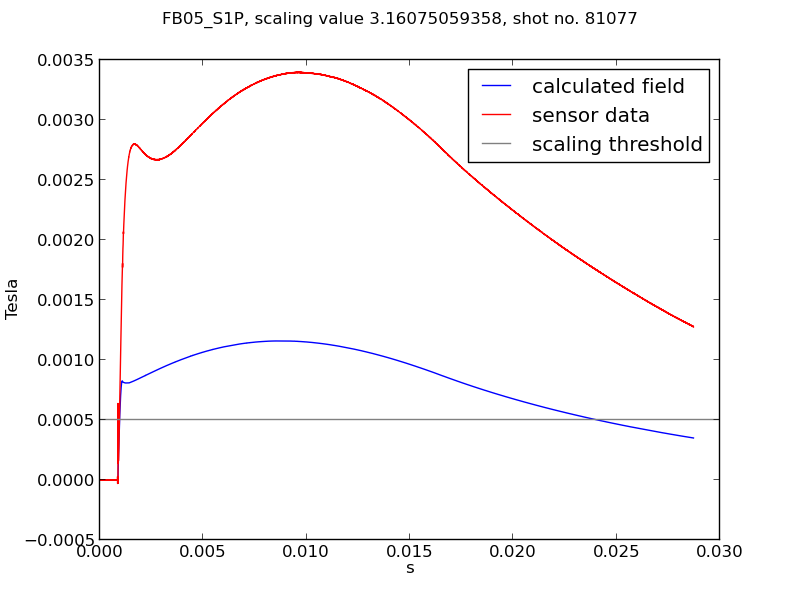 FB05_S1P, scaling value 3.16075059358, shot no. 81077
0.0035
0.0030
0.0025
0.0020
0.0015
0.0010
0.0005
0.0000
−0.0005
Tesla
calculated field
sensor data
scaling threshold
0.000 0.005 0.010 0.015 0.020 0.025 0.030
s